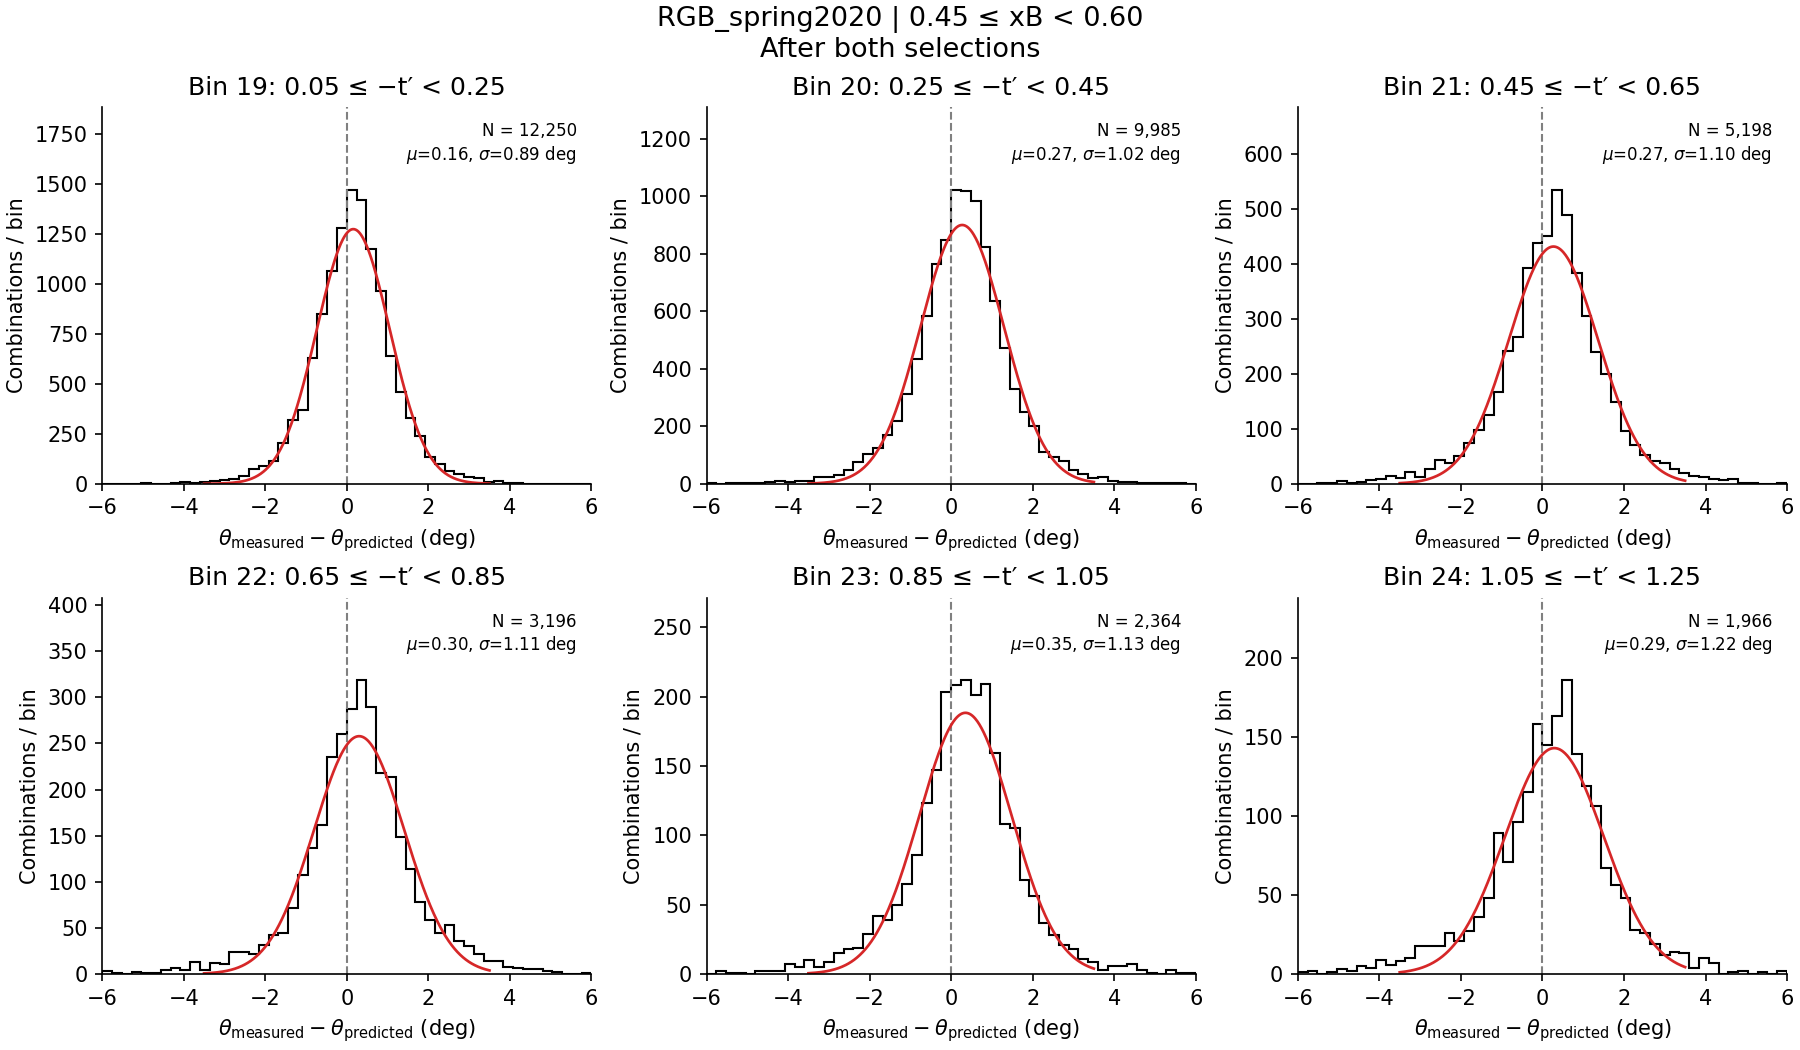 RGB_spring2020 | 0.45 ≤ xB < 0.60
After both selections
Bin 19: 0.05 ≤ −t′ < 0.25
N = 12,250
μ=0.16, σ=0.89 deg
Combinations / bin
1750
1500
1250
1000
750
500
250
0
−6 −4 −2 0 2 4 6
θmeasured − θpredicted (deg)
Bin 20: 0.25 ≤ −t′ < 0.45
N = 9,985
μ=0.27, σ=1.02 deg
Combinations / bin
1200
1000
800
600
400
200
0
−6 −4 −2 0 2 4 6
θmeasured − θpredicted (deg)
Bin 21: 0.45 ≤ −t′ < 0.65
N = 5,198
μ=0.27, σ=1.10 deg
Combinations / bin
600
500
400
300
200
100
0
−6 −4 −2 0 2 4 6
θmeasured − θpredicted (deg)
Bin 22: 0.65 ≤ −t′ < 0.85
N = 3,196
μ=0.30, σ=1.11 deg
Combinations / bin
400
350
300
250
200
150
100
50
0
−6 −4 −2 0 2 4 6
θmeasured − θpredicted (deg)
Bin 23: 0.85 ≤ −t′ < 1.05
N = 2,364
μ=0.35, σ=1.13 deg
Combinations / bin
250
200
150
100
50
0
−6 −4 −2 0 2 4 6
θmeasured − θpredicted (deg)
Bin 24: 1.05 ≤ −t′ < 1.25
N = 1,966
μ=0.29, σ=1.22 deg
Combinations / bin
200
150
100
50
0
−6 −4 −2 0 2 4 6
θmeasured − θpredicted (deg)